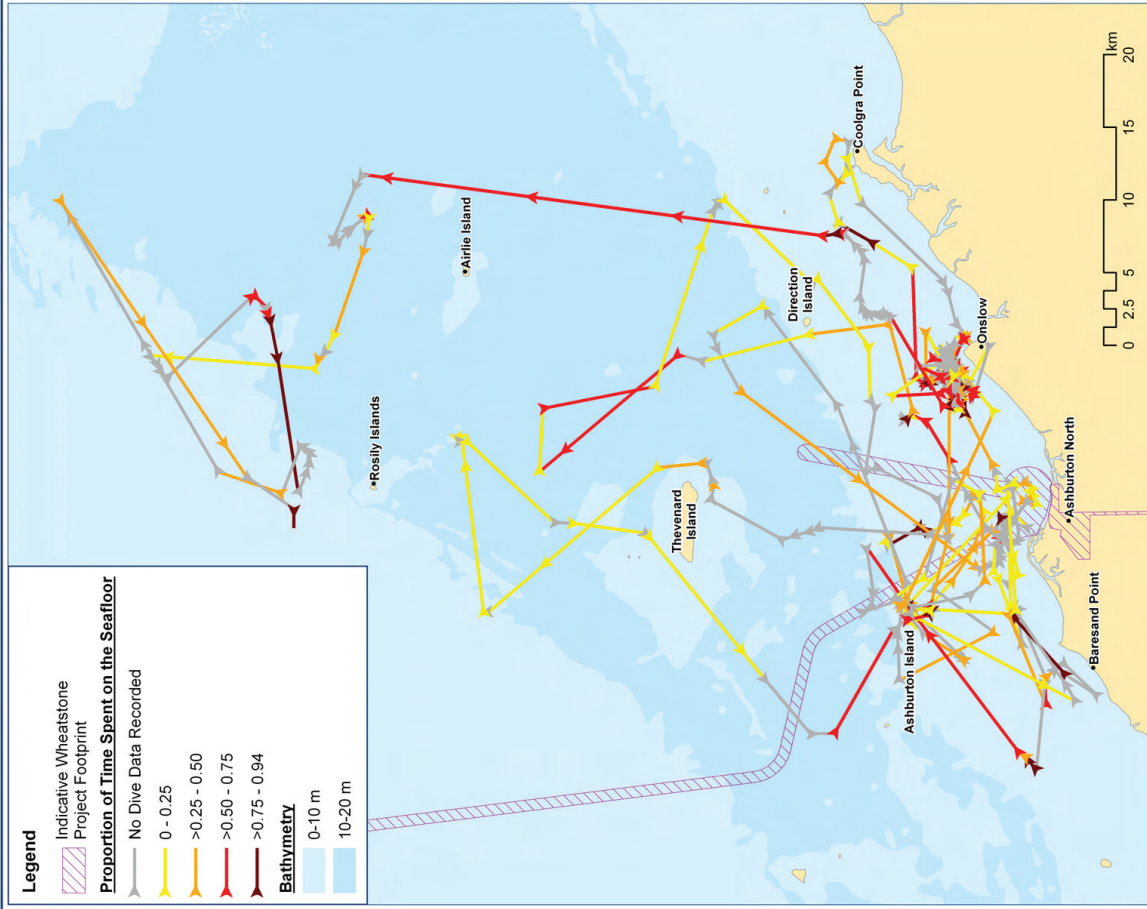 Legend
Indicative Wheatstone
Project Footprint
Proportion of Time Spent on the Seafloor
No Dive Data Recorded
0 - 0.25
>0.25 - 0.50
>0.50 - 0.75
>0.75 - 0.94
Bathymetry
0-10 m
10-20 m
Rosily Islands
Airlie Island
Thevenard
Island
Direction
Island
Coolgra Point
Ashburton Island
Onslow
Baresand Point
Ashburton North
0 2.5 5 10 15 20
km